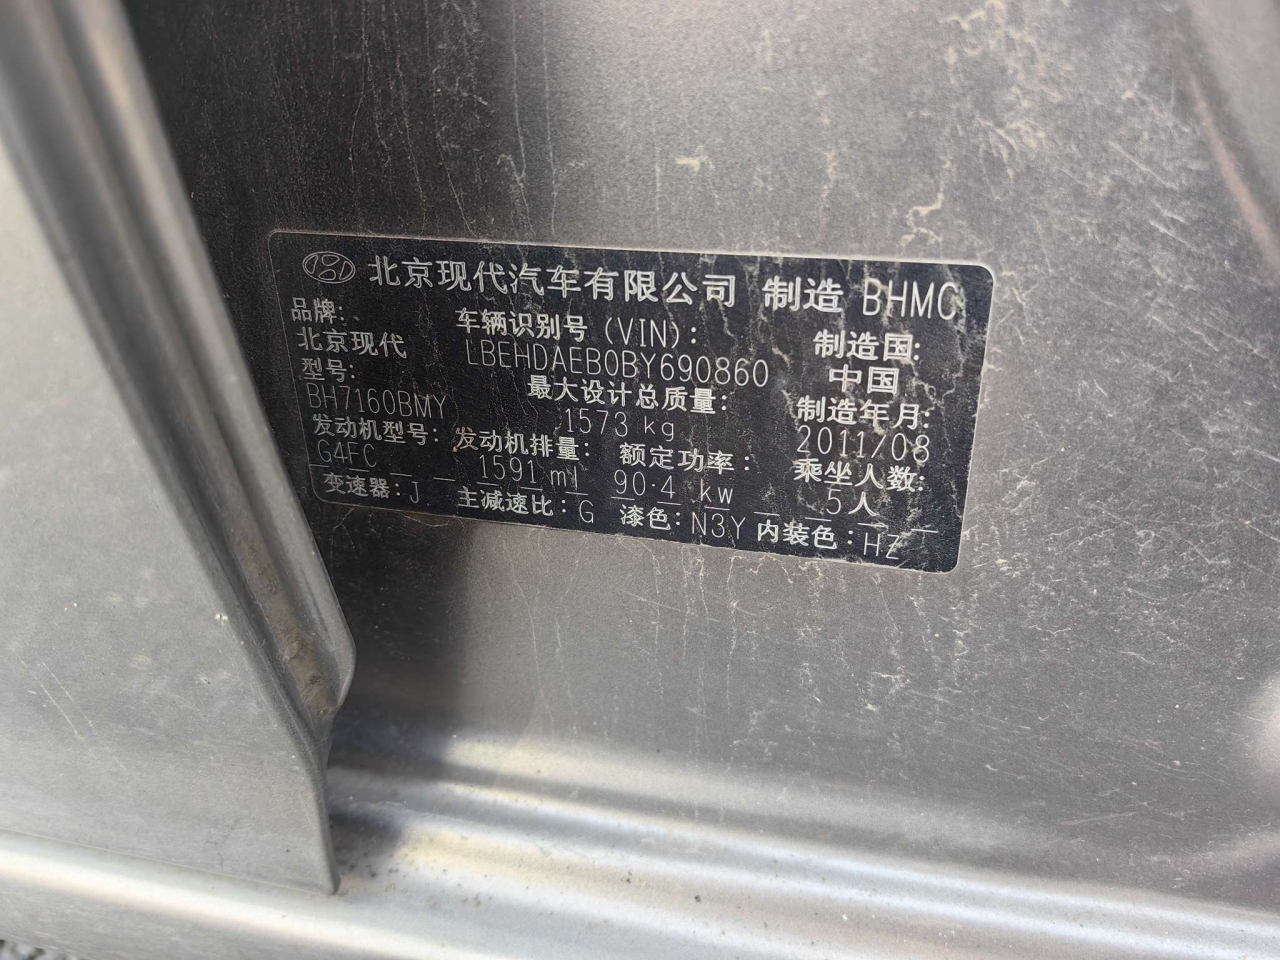 北京现代汽车有限公司 制造 BHMC
品牌: 车辆识别号 (VIN): 制造国:
北京现代 LBEHDAEB0BY690860 中国
型号: 最大设计总质量: 制造年月:
BH7160BMY 1573 kg 2011/08
发动机型号: 发动机排量: 额定功率: 乘坐人数:
G4FC 1591 ml 90.4 kw 5人
变速器: J 主减速比: G 漆色: N3Y 内装色: HZ